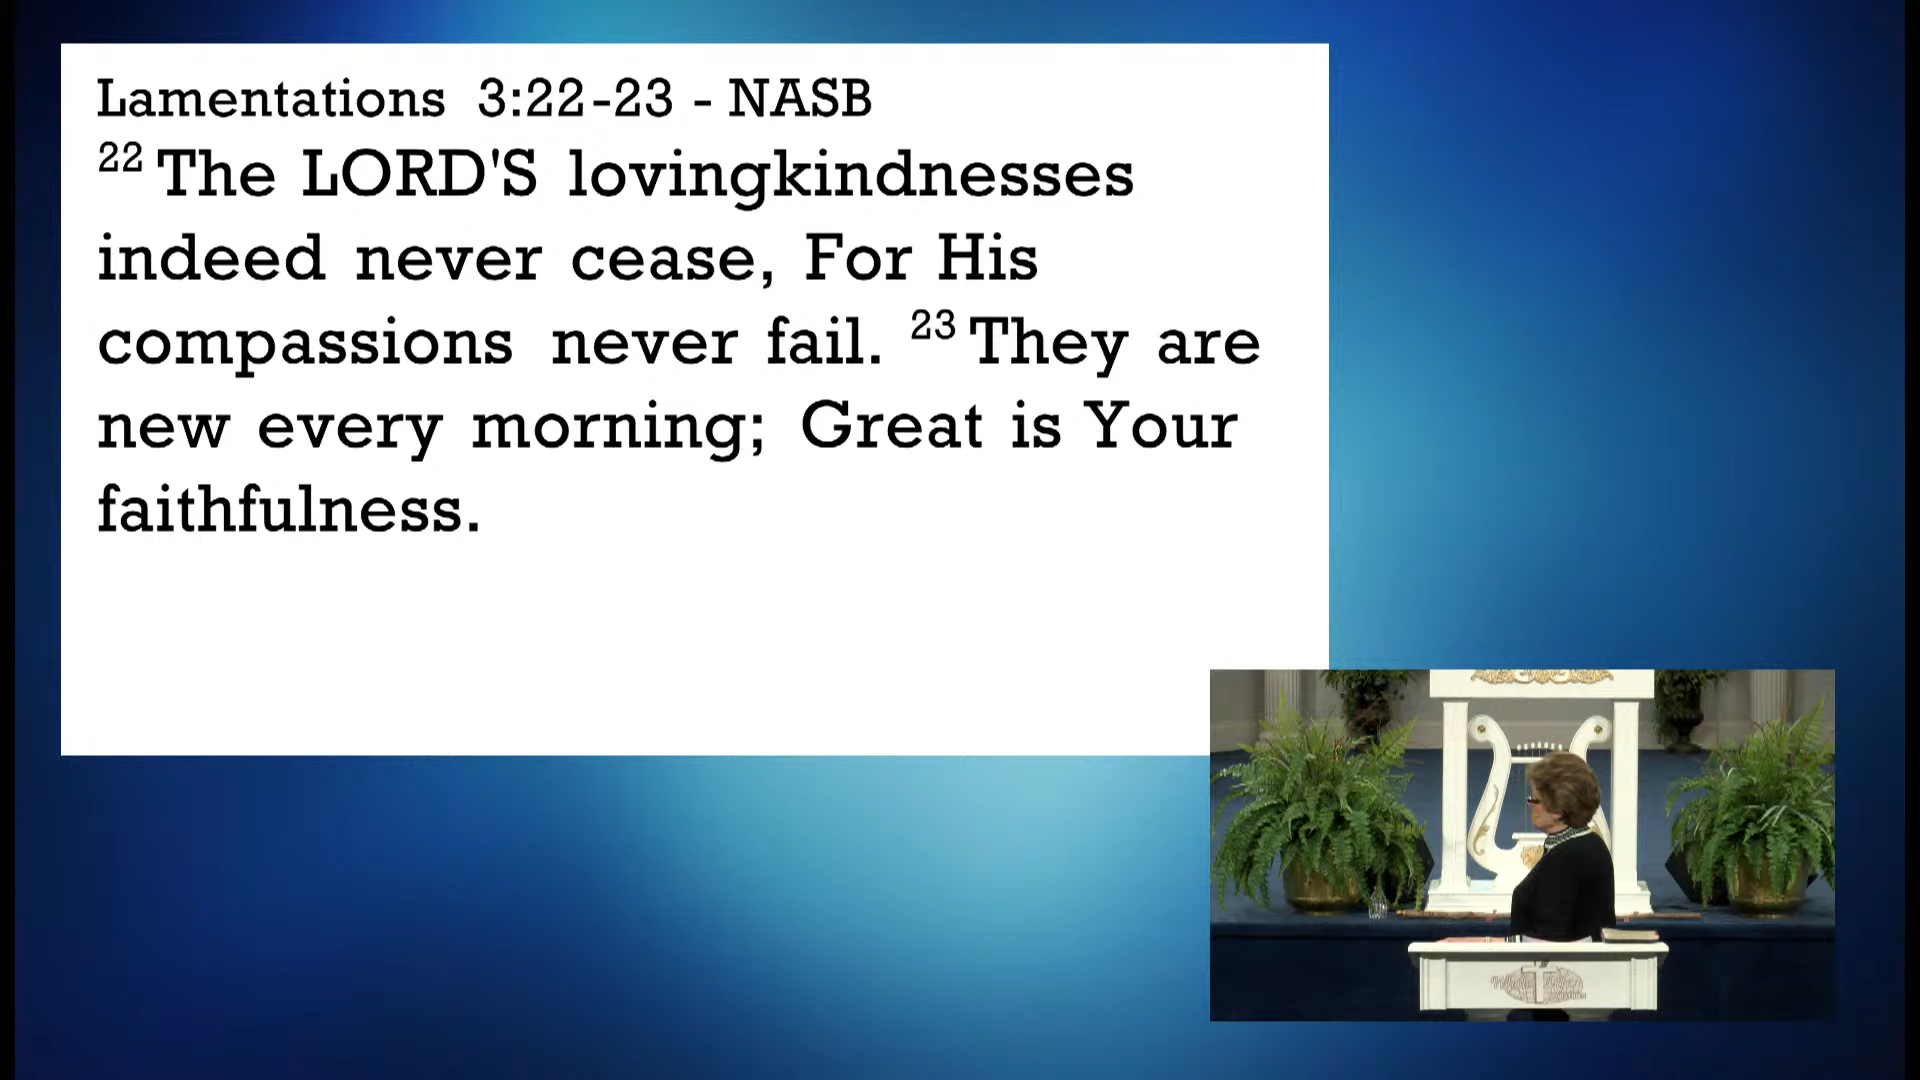 Lamentations 3:22-23 - NASB
22 The LORD'S lovingkindnesses
indeed never cease, For His
compassions never fail. 23 They are
new every morning; Great is Your
faithfulness.